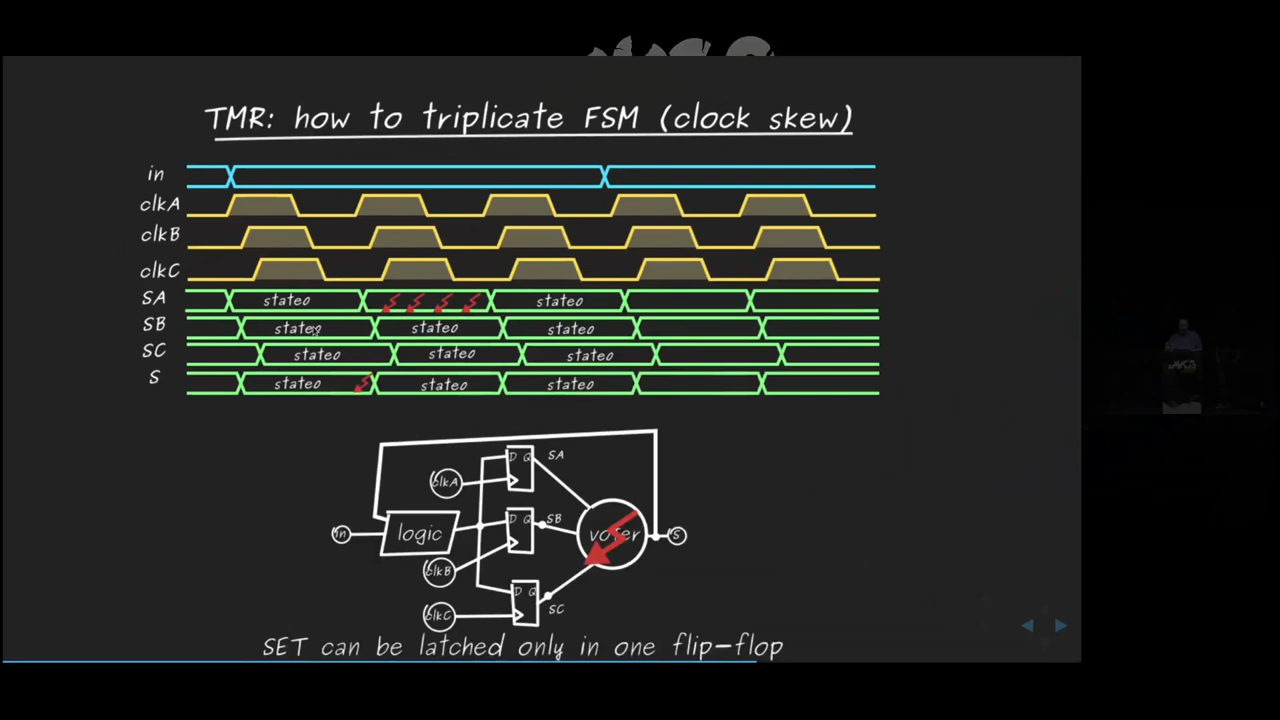 TMR: how to triplicate FSM (clock skew)
in
clkA
clkB
clkC
SA state0 state0
SB state0 state0 state0
SC state0 state0 state0
S state0 state0 state0
D Q SA
clkA
in logic D Q SB voter S
clkB
D Q SC
clkC
SET can be latched only in one flip-flop